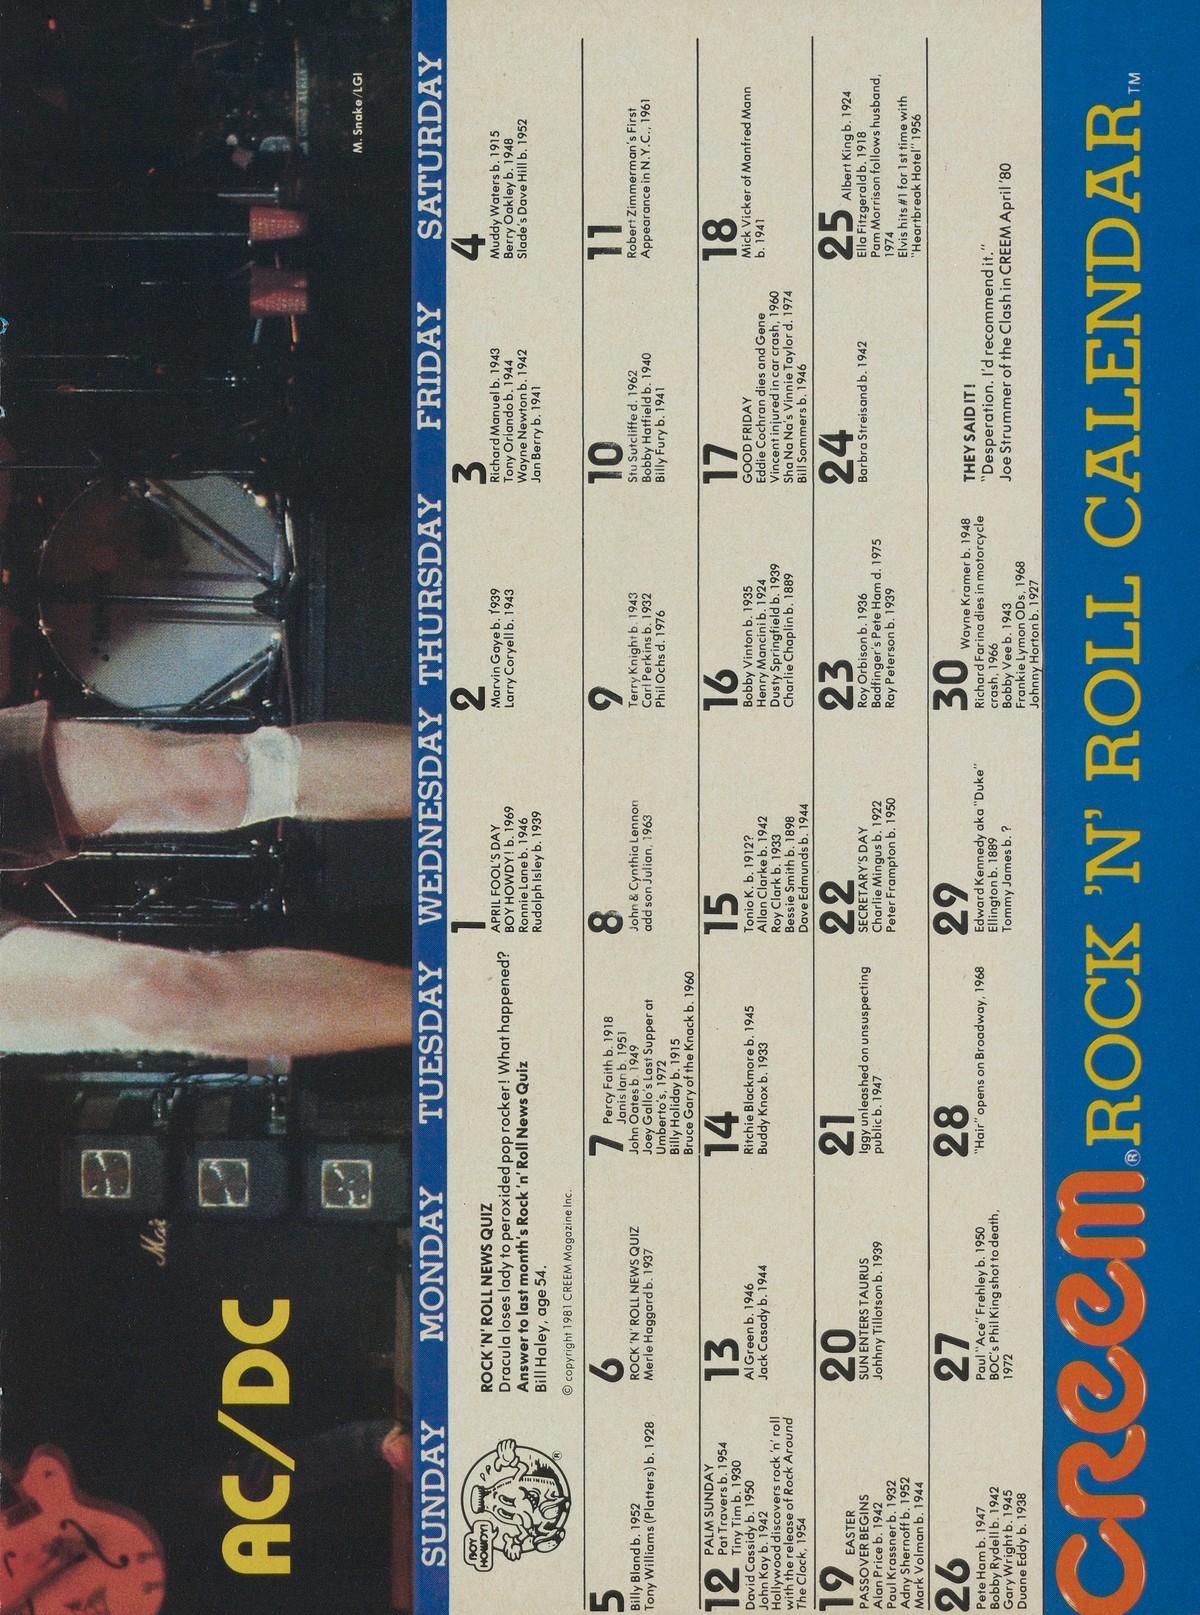 M. Snake/LGI
Mar
AC/DC
SUNDAY MONDAY TUESDAY WEDNESDAY THURSDAY FRIDAY SATURDAY
BOY HOWDY!
®
ROCK 'N' ROLL NEWS QUIZ
Dracula loses lady to peroxided pop rocker! What happened?
Answer to last month's Rock 'n' Roll News Quiz
Bill Haley, age 54.
© copyright 1981 CREEM Magazine Inc.
1
APRIL FOOL'S DAY
BOY HOWDY! b. 1969
Ronnie Lane b. 1946
Rudolph Isley b. 1939
2
Marvin Gaye b. 1939
Larry Coryell b. 1943
3
Richard Manuel b. 1943
Tony Orlando b. 1944
Wayne Newton b. 1942
Jan Berry b. 1941
4
Muddy Waters b. 1915
Berry Oakley b. 1948
Slade's Dave Hill b. 1952
5
Billy Bland b. 1952
Tony Williams (Platters) b. 1928
6
ROCK 'N' ROLL NEWS QUIZ
Merle Haggard b. 1937
7 Percy Faith b. 1918
Janis Ian b. 1951
John Oates b. 1949
Joey Gallo's Last Supper at
Umberto's, 1972
Billy Holiday b. 1915
Bruce Gary of the Knack b. 1960
8
John & Cynthia Lennon
add son Julian, 1963
9
Terry Knight b. 1943
Carl Perkins b. 1932
Phil Ochs d. 1976
10
Stu Sutcliffe d. 1962
Bobby Hatfield b. 1940
Billy Fury b. 1941
11
Robert Zimmerman's First
Appearance in N.Y.C., 1961
12 PALM SUNDAY
Pat Travers b. 1954
Tiny Tim b. 1930
David Cassidy b. 1950
John Kay b. 1942
Hollywood discovers rock 'n' roll
with the release of Rock Around
The Clock, 1954
13
Al Green b. 1946
Jack Casady b. 1944
14
Ritchie Blackmore b. 1945
Buddy Knox b. 1933
15
Tonio K. b. 1912?
Allan Clarke b. 1942
Roy Clark b. 1933
Bessie Smith b. 1898
Dave Edmunds b. 1944
16
Bobby Vinton b. 1935
Henry Mancini b. 1924
Dusty Springfield b. 1939
Charlie Chaplin b. 1889
17
GOOD FRIDAY
Eddie Cochran dies and Gene
Vincent injured in car crash, 1960
Sha Na Na's Vinnie Taylor d. 1974
Bill Sommers b. 1946
18
Mick Vicker of Manfred Mann
b. 1941
19 EASTER
PASSOVER BEGINS
Alan Price b. 1942
Paul Krassner b. 1932
Adny Shernoff b. 1952
Mark Volman b. 1944
20
SUN ENTERS TAURUS
Johhny Tillotson b. 1939
21
Iggy unleashed on unsuspecting
public b. 1947
22
SECRETARY'S DAY
Charlie Mingus b. 1922
Peter Frampton b. 1950
23
Roy Orbison b. 1936
Badfinger's Pete Ham d. 1975
Ray Peterson b. 1939
24
Barbra Streisand b. 1942
25 Albert King b. 1924
Ella Fitzgerald b. 1918
Pam Morrison follows husband,
1974
Elvis hits #1 for 1st time with
"Heartbreak Hotel" 1956
26
Pete Ham b. 1947
Bobby Rydell b. 1942
Gary Wright b. 1945
Duane Eddy b. 1938
27
Paul "Ace" Frehley b. 1950
BOC's Phil King shot to death,
1972
28
"Hair" opens on Broadway, 1968
29
Edward Kennedy aka "Duke"
Ellington b. 1889
Tommy James b. ?
30 Wayne Kramer b. 1948
Richard Farina dies in motorcycle
crash, 1966
Bobby Vee b. 1943
Frankie Lymon ODs, 1968
Johnny Horton b. 1927
THEY SAID IT!
"Desperation. I'd recommend it."
Joe Strummer of the Clash in CREEM April '80
CREEM® ROCK 'N' ROLL CALENDAR™